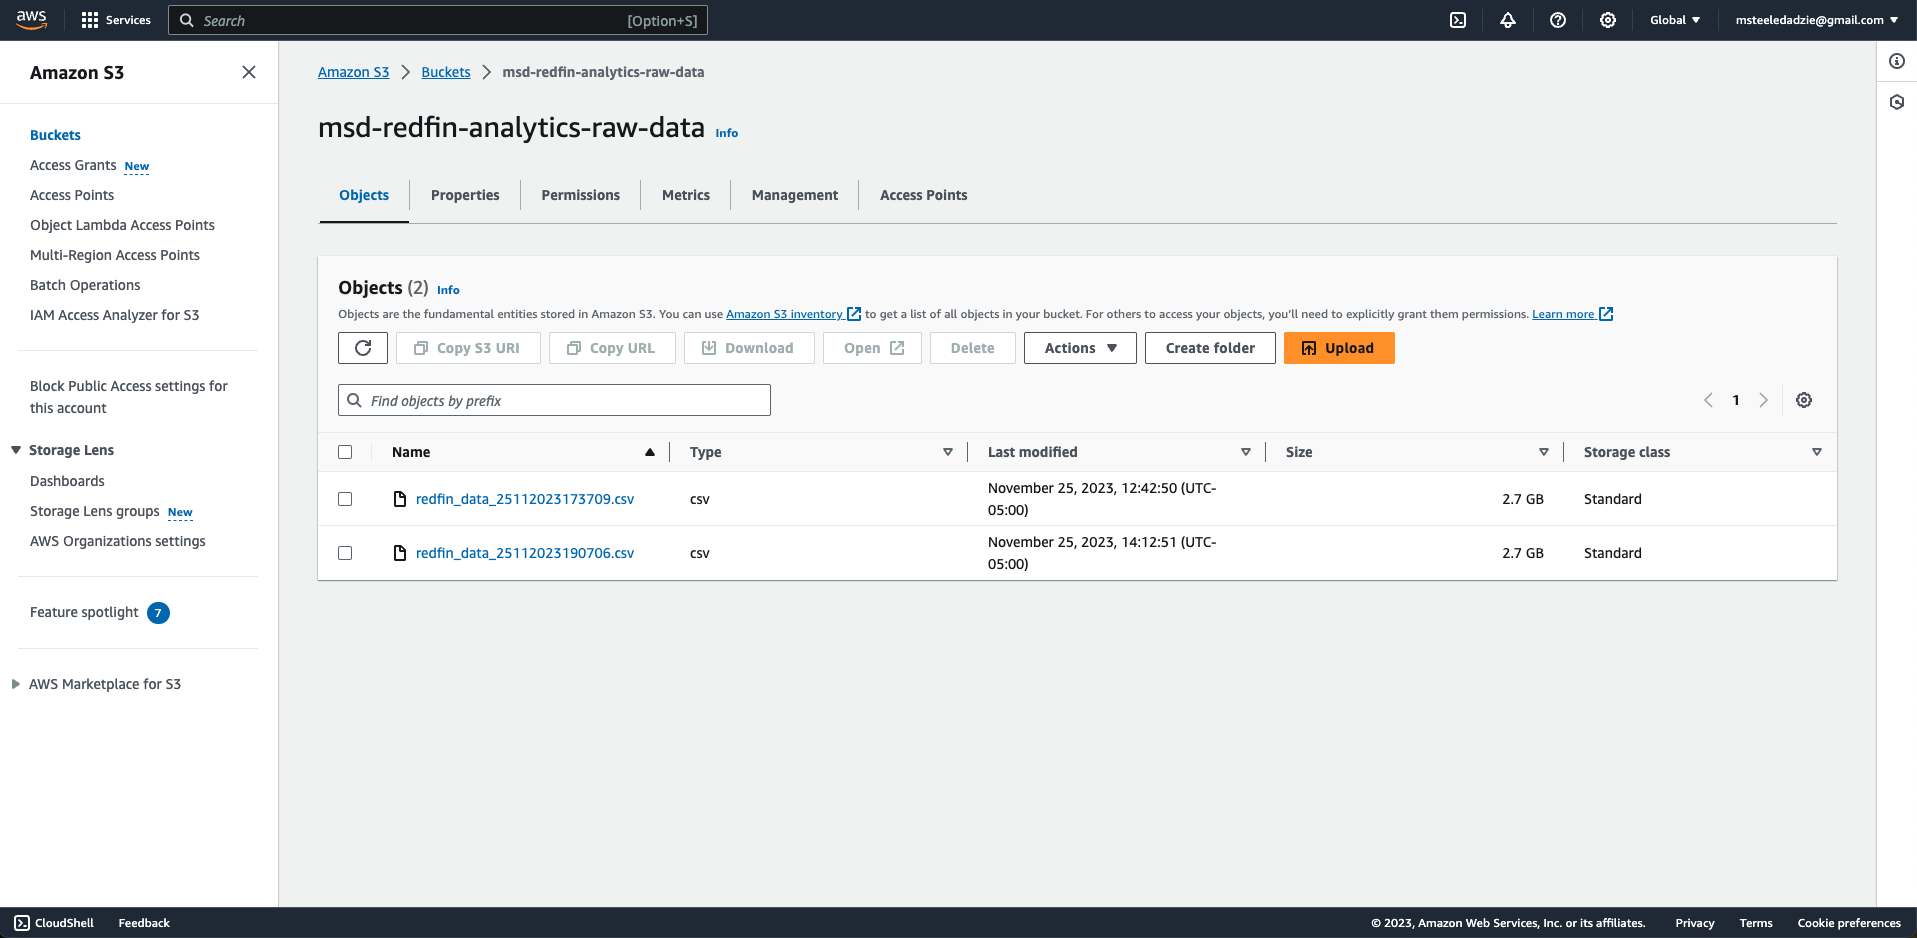 aws Services Search [Option+S] Global msteeledadzie@gmail.com
Amazon S3
Buckets
Access Grants New
Access Points
Object Lambda Access Points
Multi-Region Access Points
Batch Operations
IAM Access Analyzer for S3
Block Public Access settings for
this account
Storage Lens
Dashboards
Storage Lens groups New
AWS Organizations settings
Feature spotlight 7
AWS Marketplace for S3
Amazon S3 Buckets msd-redfin-analytics-raw-data
msd-redfin-analytics-raw-data Info
Objects Properties Permissions Metrics Management Access Points
Objects (2) Info
Objects are the fundamental entities stored in Amazon S3. You can use Amazon S3 inventory to get a list of all objects in your bucket. For others to access your objects, you'll need to explicitly grant them permissions. Learn more
Copy S3 URI Copy URL Download Open Delete Actions Create folder Upload
Find objects by prefix 1
Name Type Last modified Size Storage class
redfin_data_25112023173709.csv csv November 25, 2023, 12:42:50 (UTC-
05:00) 2.7 GB Standard
redfin_data_25112023190706.csv csv November 25, 2023, 14:12:51 (UTC-
05:00) 2.7 GB Standard
CloudShell Feedback © 2023, Amazon Web Services, Inc. or its affiliates. Privacy Terms Cookie preferences